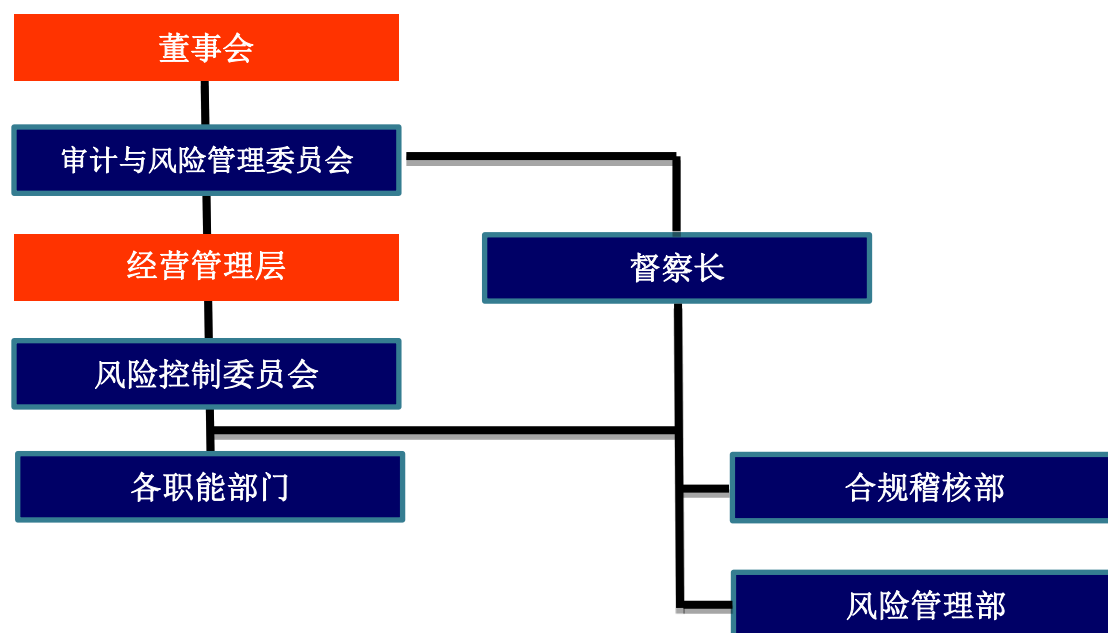 董事会
审计与风险管理委员会
经营管理层
督察长
风险控制委员会
各职能部门
合规稽核部
风险管理部